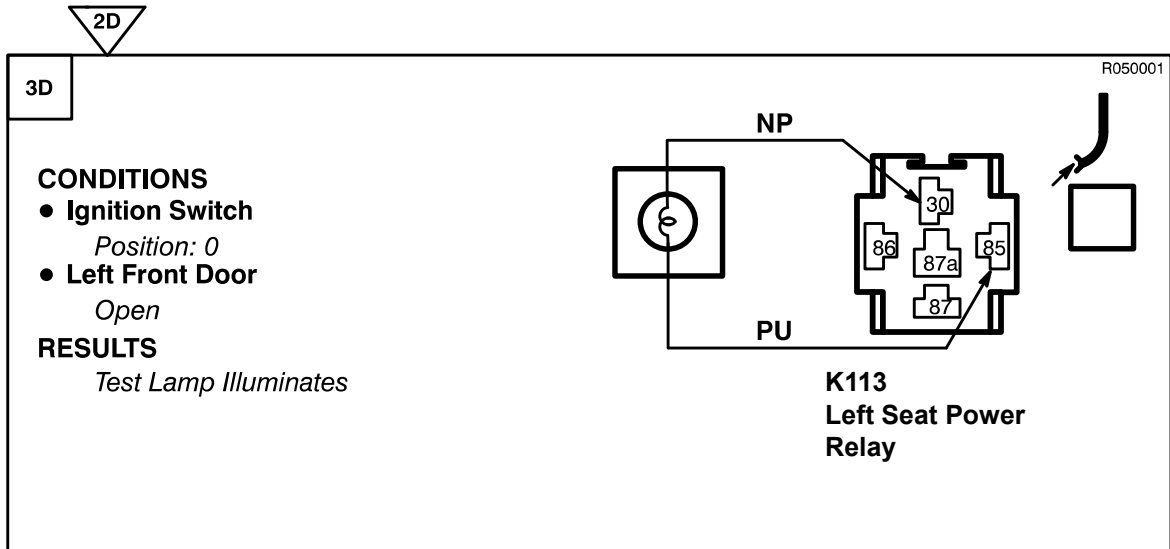 2D
3D
R050001
CONDITIONS
● Ignition Switch
Position: 0
● Left Front Door
Open
RESULTS
Test Lamp Illuminates
NP
30
86
87a
85
87
PU
K113
Left Seat Power
Relay